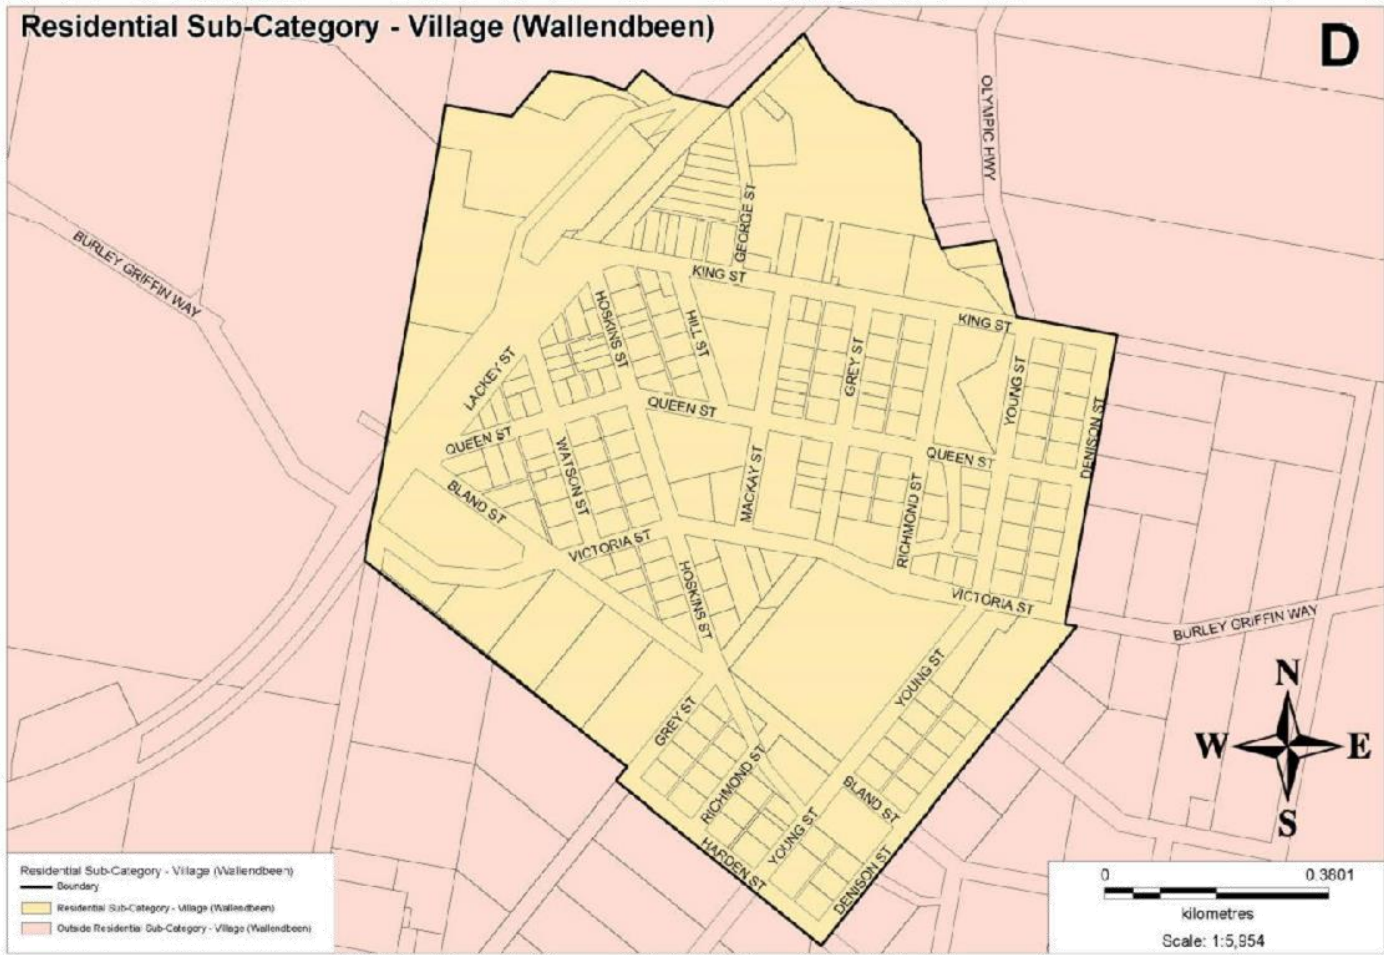 Residential Sub-Category - Village (Wallendbeen)
D
OLYMPIC HWY
BURLEY GRIFFIN WAY
GEORGE ST
KING ST
HOSKINS ST
HILL ST
KING ST
LACKEY ST
GREY ST
YOUNG ST
QUEEN ST
DENISON ST
QUEEN ST
QUEEN ST
WATSON ST
MACKAY ST
BLAND ST
RICHMOND ST
VICTORIA ST
HOSKINS ST
VICTORIA ST
BURLEY GRIFFIN WAY
YOUNG ST
GREY ST
RICHMOND ST
BLAND ST
YOUNG ST
HARDEN ST
DENISON ST
N
W
E
S
Residential Sub-Category - Village (Wallendbeen)
Boundary
Residential Sub-Category - Village (Wallendbeen)
Outside Residential Sub-Category - Village (Wallendbeen)
0 0.3801
kilometres
Scale: 1:5,954